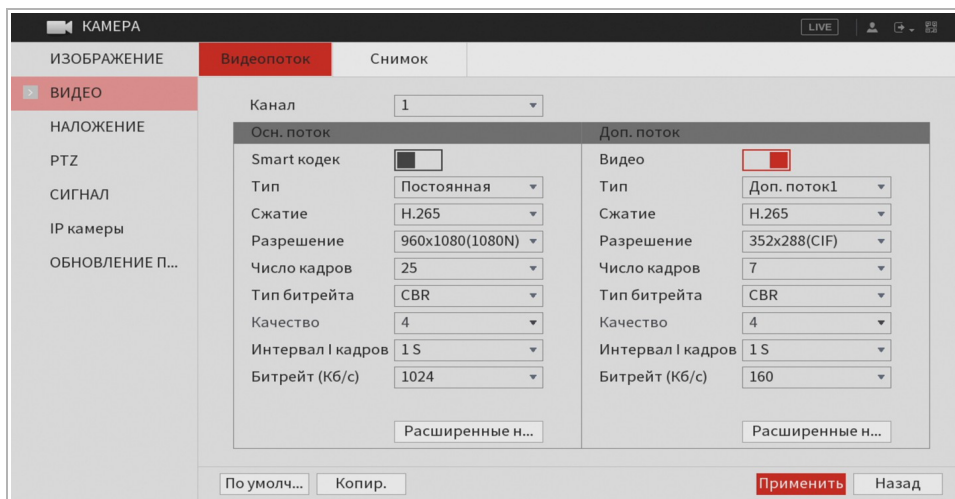 КАМЕРА
LIVE
ИЗОБРАЖЕНИЕ
ВИДЕО
НАЛОЖЕНИЕ
PTZ
СИГНАЛ
IP камеры
ОБНОВЛЕНИЕ П...
Видеопоток Снимок
Канал 1
Осн. поток Доп. поток
Smart кодек Видео
Тип Постоянная Тип Доп. поток1
Сжатие H.265 Сжатие H.265
Разрешение 960x1080(1080N) Разрешение 352x288(CIF)
Число кадров 25 Число кадров 7
Тип битрейта CBR Тип битрейта CBR
Качество 4 Качество 4
Интервал I кадров 1 S Интервал I кадров 1 S
Битрейт (Кб/с) 1024 Битрейт (Кб/с) 160
Расширенные н... Расширенные н...
По умолч... Копир. Применить Назад